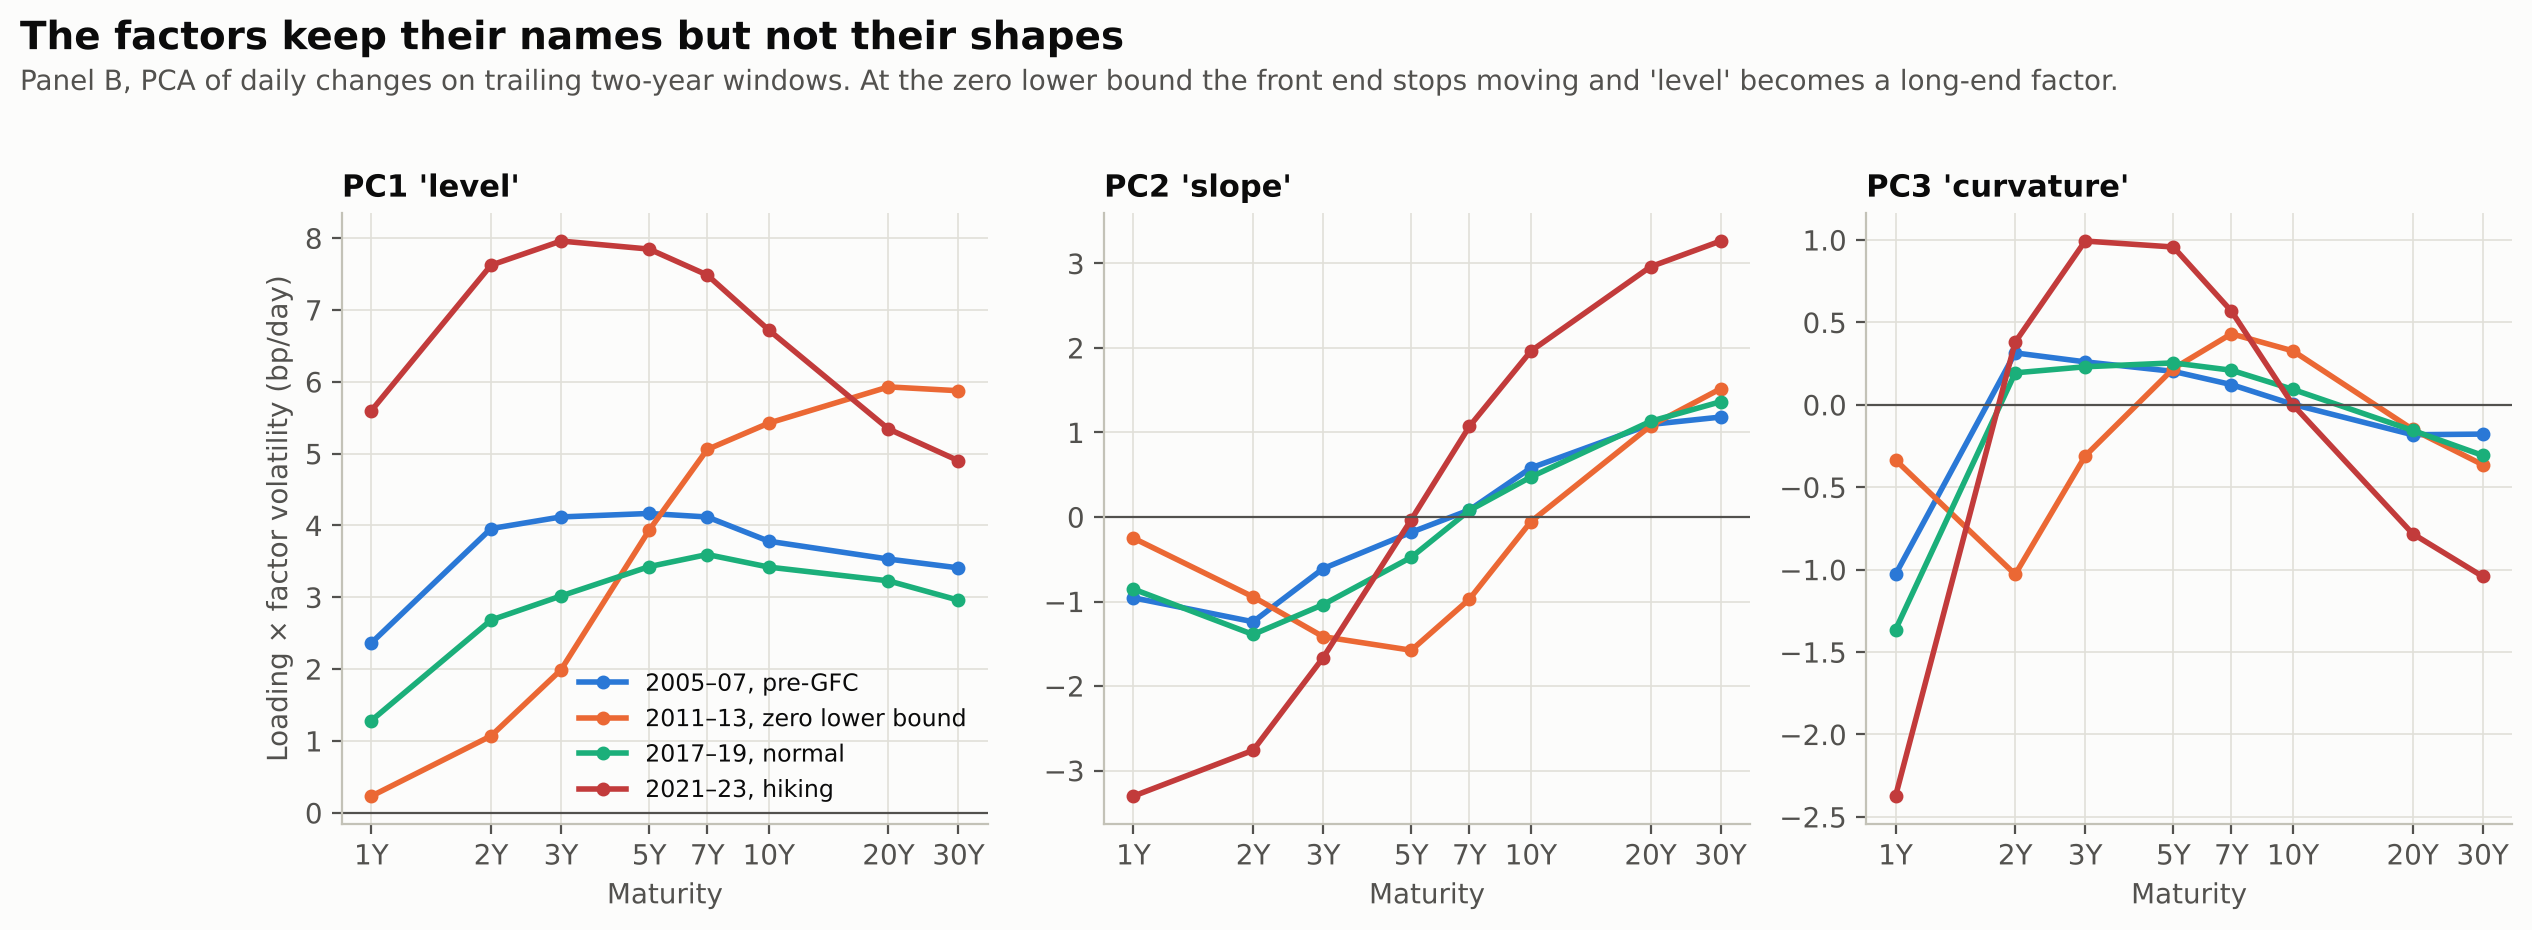 The factors keep their names but not their shapes
Panel B, PCA of daily changes on trailing two-year windows. At the zero lower bound the front end stops moving and 'level' becomes a long-end factor.
PC1 'level'
Loading × factor volatility (bp/day)
8
7
6
5
4
3
2
1
0
2005–07, pre-GFC
2011–13, zero lower bound
2017–19, normal
2021–23, hiking
1Y 2Y 3Y 5Y 7Y 10Y 20Y 30Y
Maturity
PC2 'slope'
3
2
1
0
−1
−2
−3
1Y 2Y 3Y 5Y 7Y 10Y 20Y 30Y
Maturity
PC3 'curvature'
1.0
0.5
0.0
−0.5
−1.0
−1.5
−2.0
−2.5
1Y 2Y 3Y 5Y 7Y 10Y 20Y 30Y
Maturity